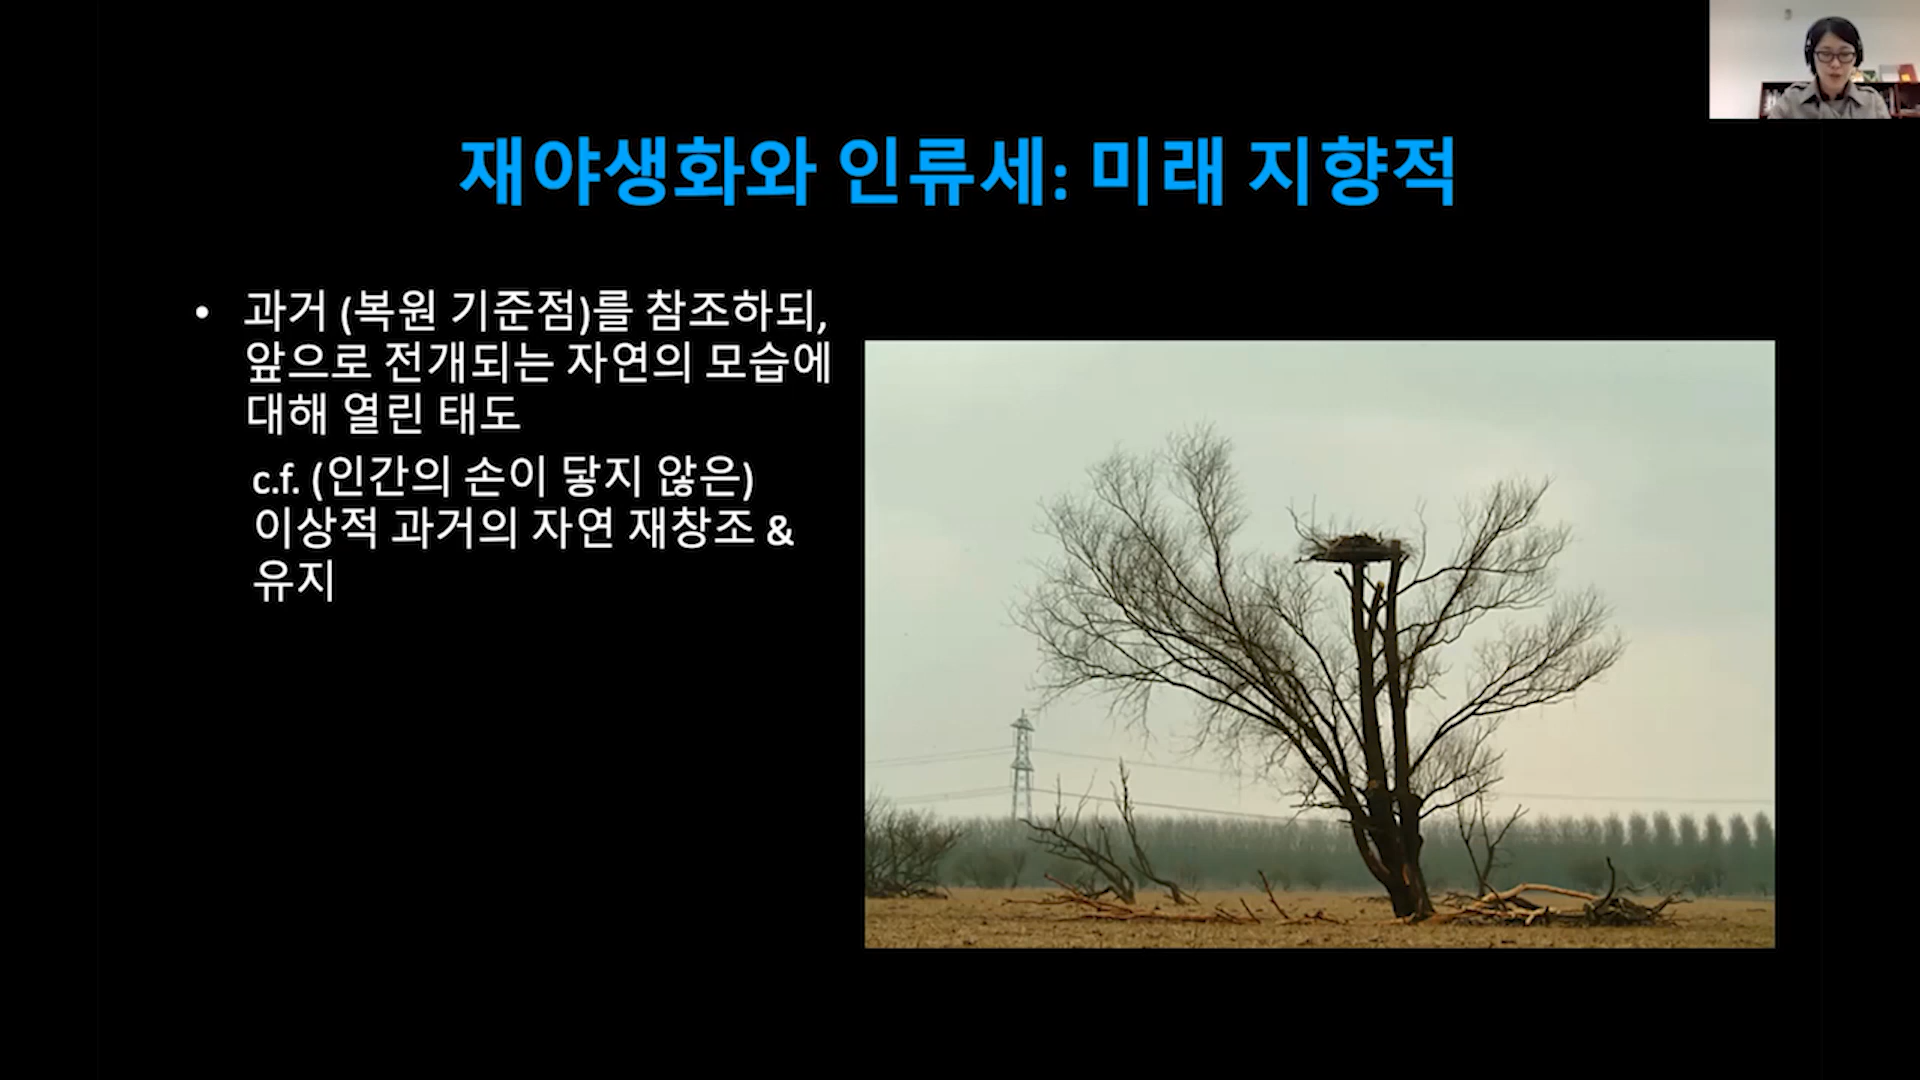 재야생화와 인류세: 미래 지향적
• 과거 (복원 기준점)를 참조하되,
앞으로 전개되는 자연의 모습에
대해 열린 태도
c.f. (인간의 손이 닿지 않은)
이상적 과거의 자연 재창조 &
유지